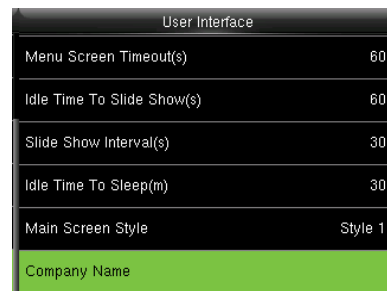 User Interface
Menu Screen Timeout(s) 60
Idle Time To Slide Show(s) 60
Slide Show Interval(s) 30
Idle Time To Sleep(m) 30
Main Screen Style Style 1
Company Name